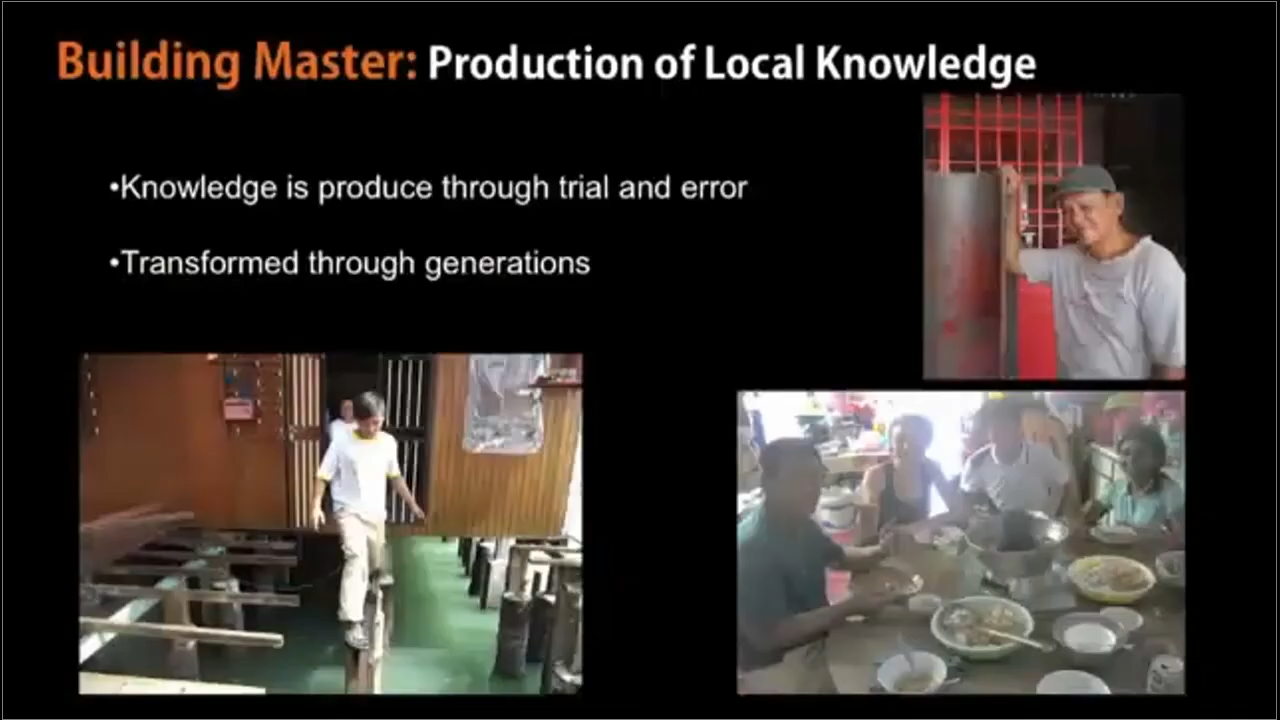 Building Master: Production of Local Knowledge
•Knowledge is produce through trial and error
•Transformed through generations